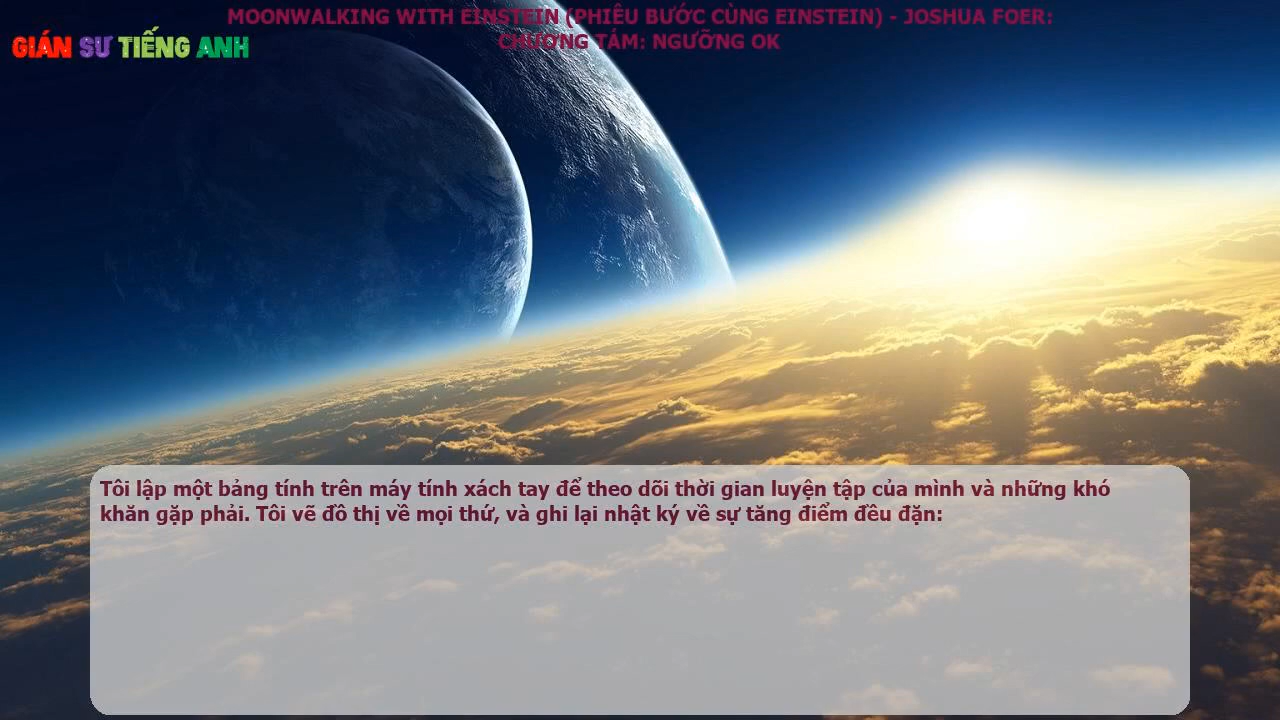 MOONWALKING WITH EINSTEIN (PHIÊU BƯỚC CÙNG EINSTEIN) - JOSHUA FOER:
CHƯƠNG TÁM: NGƯỠNG OK
GIÁN SƯ TIẾNG ANH
Tôi lập một bảng tính trên máy tính xách tay để theo dõi thời gian luyện tập của mình và những khó
khăn gặp phải. Tôi vẽ đồ thị về mọi thứ, và ghi lại nhật ký về sự tăng điểm đều đặn: